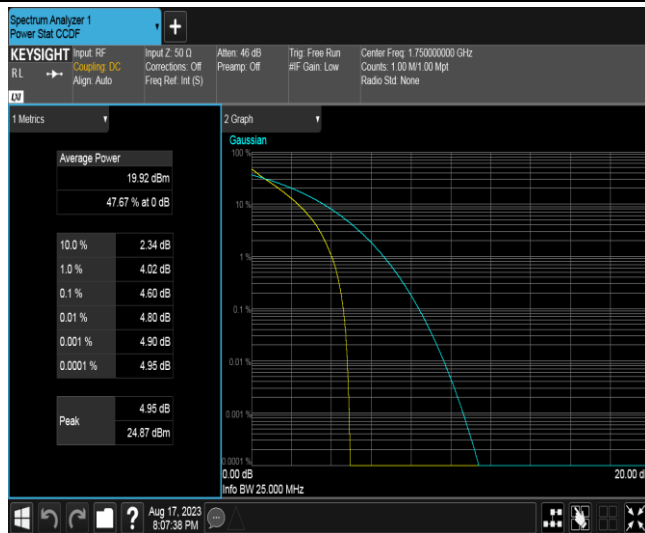 Spectrum Analyzer 1
Power Stat CCDF
KEYSIGHT
RL
Input: RF
Coupling: DC
Align: Auto
Input Z: 50 Ω
Corrections: Off
Freq Ref: Int (S)
Atten: 46 dB
Preamp: Off
Trig: Free Run
#IF Gain: Low
Center Freq: 1.750000000 GHz
Counts: 1.00 M/1.00 Mpt
Radio Std: None
1 Metrics
Average Power
19.92 dBm
47.67 % at 0 dB
10.0 % 2.34 dB
1.0 % 4.02 dB
0.1 % 4.60 dB
0.01 % 4.80 dB
0.001 % 4.90 dB
0.0001 % 4.95 dB
Peak
4.95 dB
24.87 dBm
2 Graph
Gaussian
100 %
10 %
1 %
0.1 %
0.01 %
0.001 %
0.0001 %
0.00 dB
20.00 d
Info BW 25.000 MHz
Aug 17, 2023
8:07:38 PM